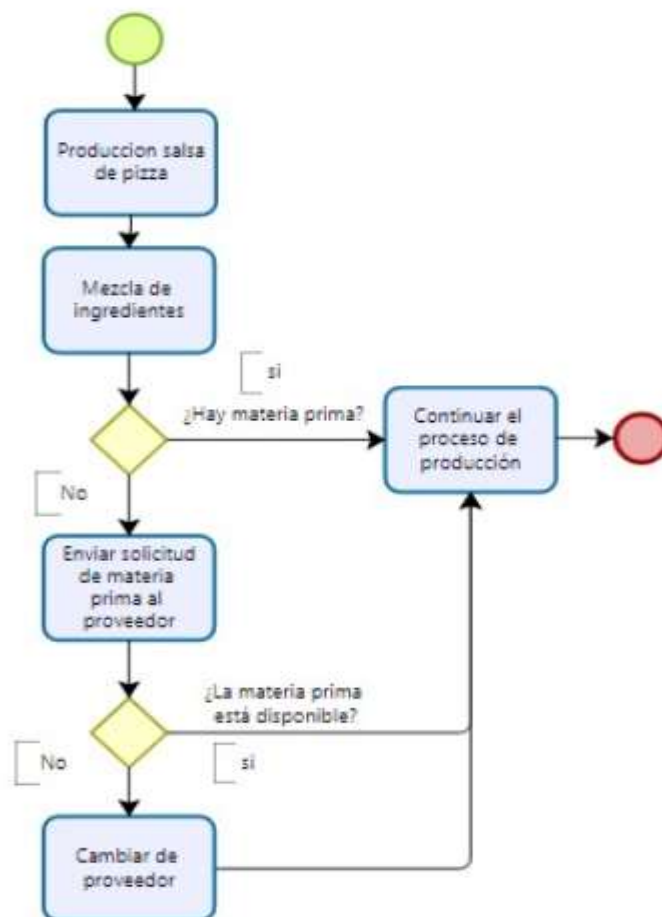 Produccion salsa
de pizza
Mezcla de
ingredientes
si
¿Hay materia prima?
Continuar el
proceso de
producción
No
Enviar solicitud
de materia
prima al
proveedor
¿La materia prima
está disponible?
No
si
Cambiar de
proveedor